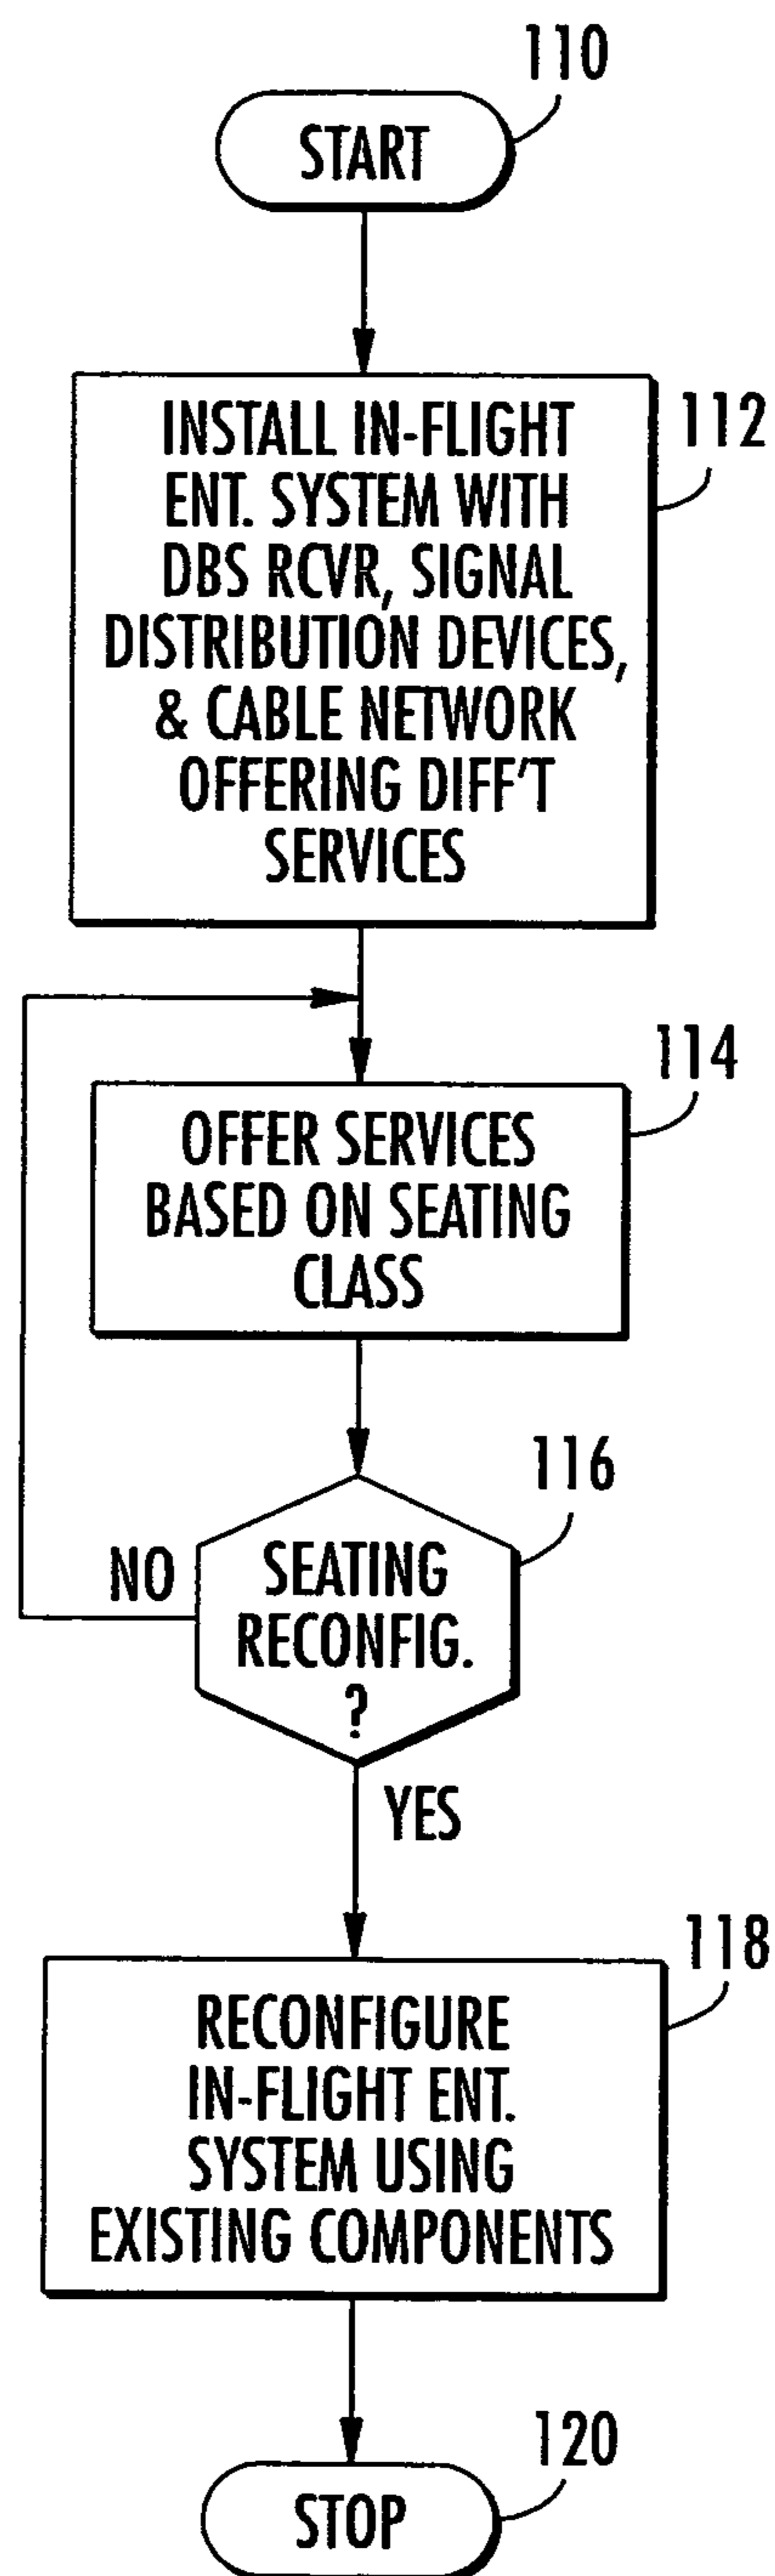 110
START
112
INSTALL IN-FLIGHT
ENT. SYSTEM WITH
DBS RCVR, SIGNAL
DISTRIBUTION DEVICES,
& CABLE NETWORK
OFFERING DIFF'T
SERVICES
114
OFFER SERVICES
BASED ON SEATING
CLASS
116
SEATING
RECONFIG.
?
NO
YES
118
RECONFIGURE
IN-FLIGHT ENT.
SYSTEM USING
EXISTING COMPONENTS
120
STOP